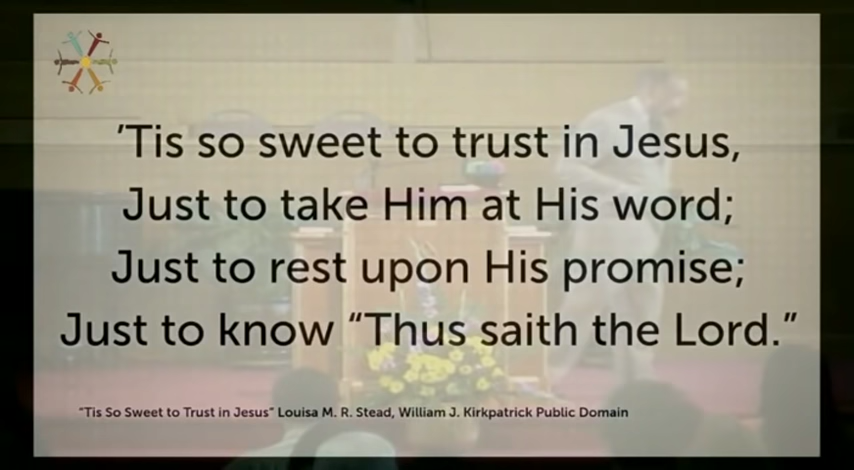 ’Tis so sweet to trust in Jesus,
Just to take Him at His word;
Just to rest upon His promise;
Just to know “Thus saith the Lord.”
“Tis So Sweet to Trust in Jesus” Louisa M. R. Stead, William J. Kirkpatrick Public Domain